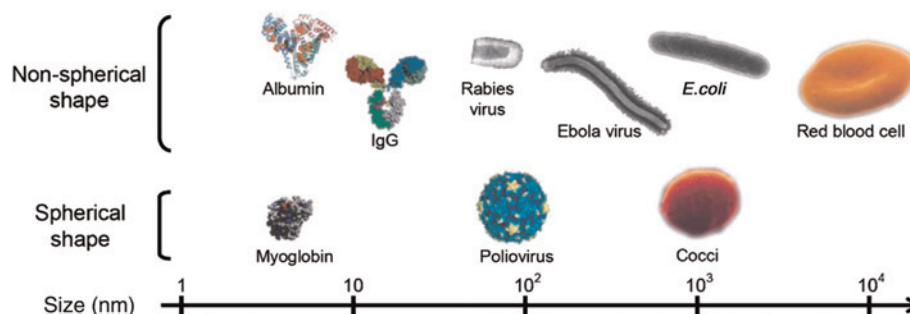 Non-spherical
shape
Albumin
IgG
Rabies
virus
Ebola virus
E.coli
Red blood cell
Spherical
shape
Myoglobin
Poliovirus
Cocci
Size (nm)
1
10
10²
10³
10⁴